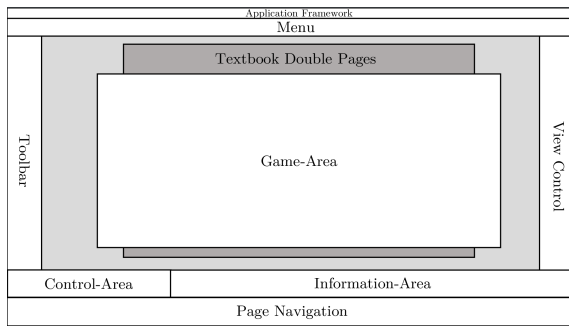 Application Framework
Menu
Textbook Double Pages
Toolbar
Game-Area
View Control
Control-Area
Information-Area
Page Navigation